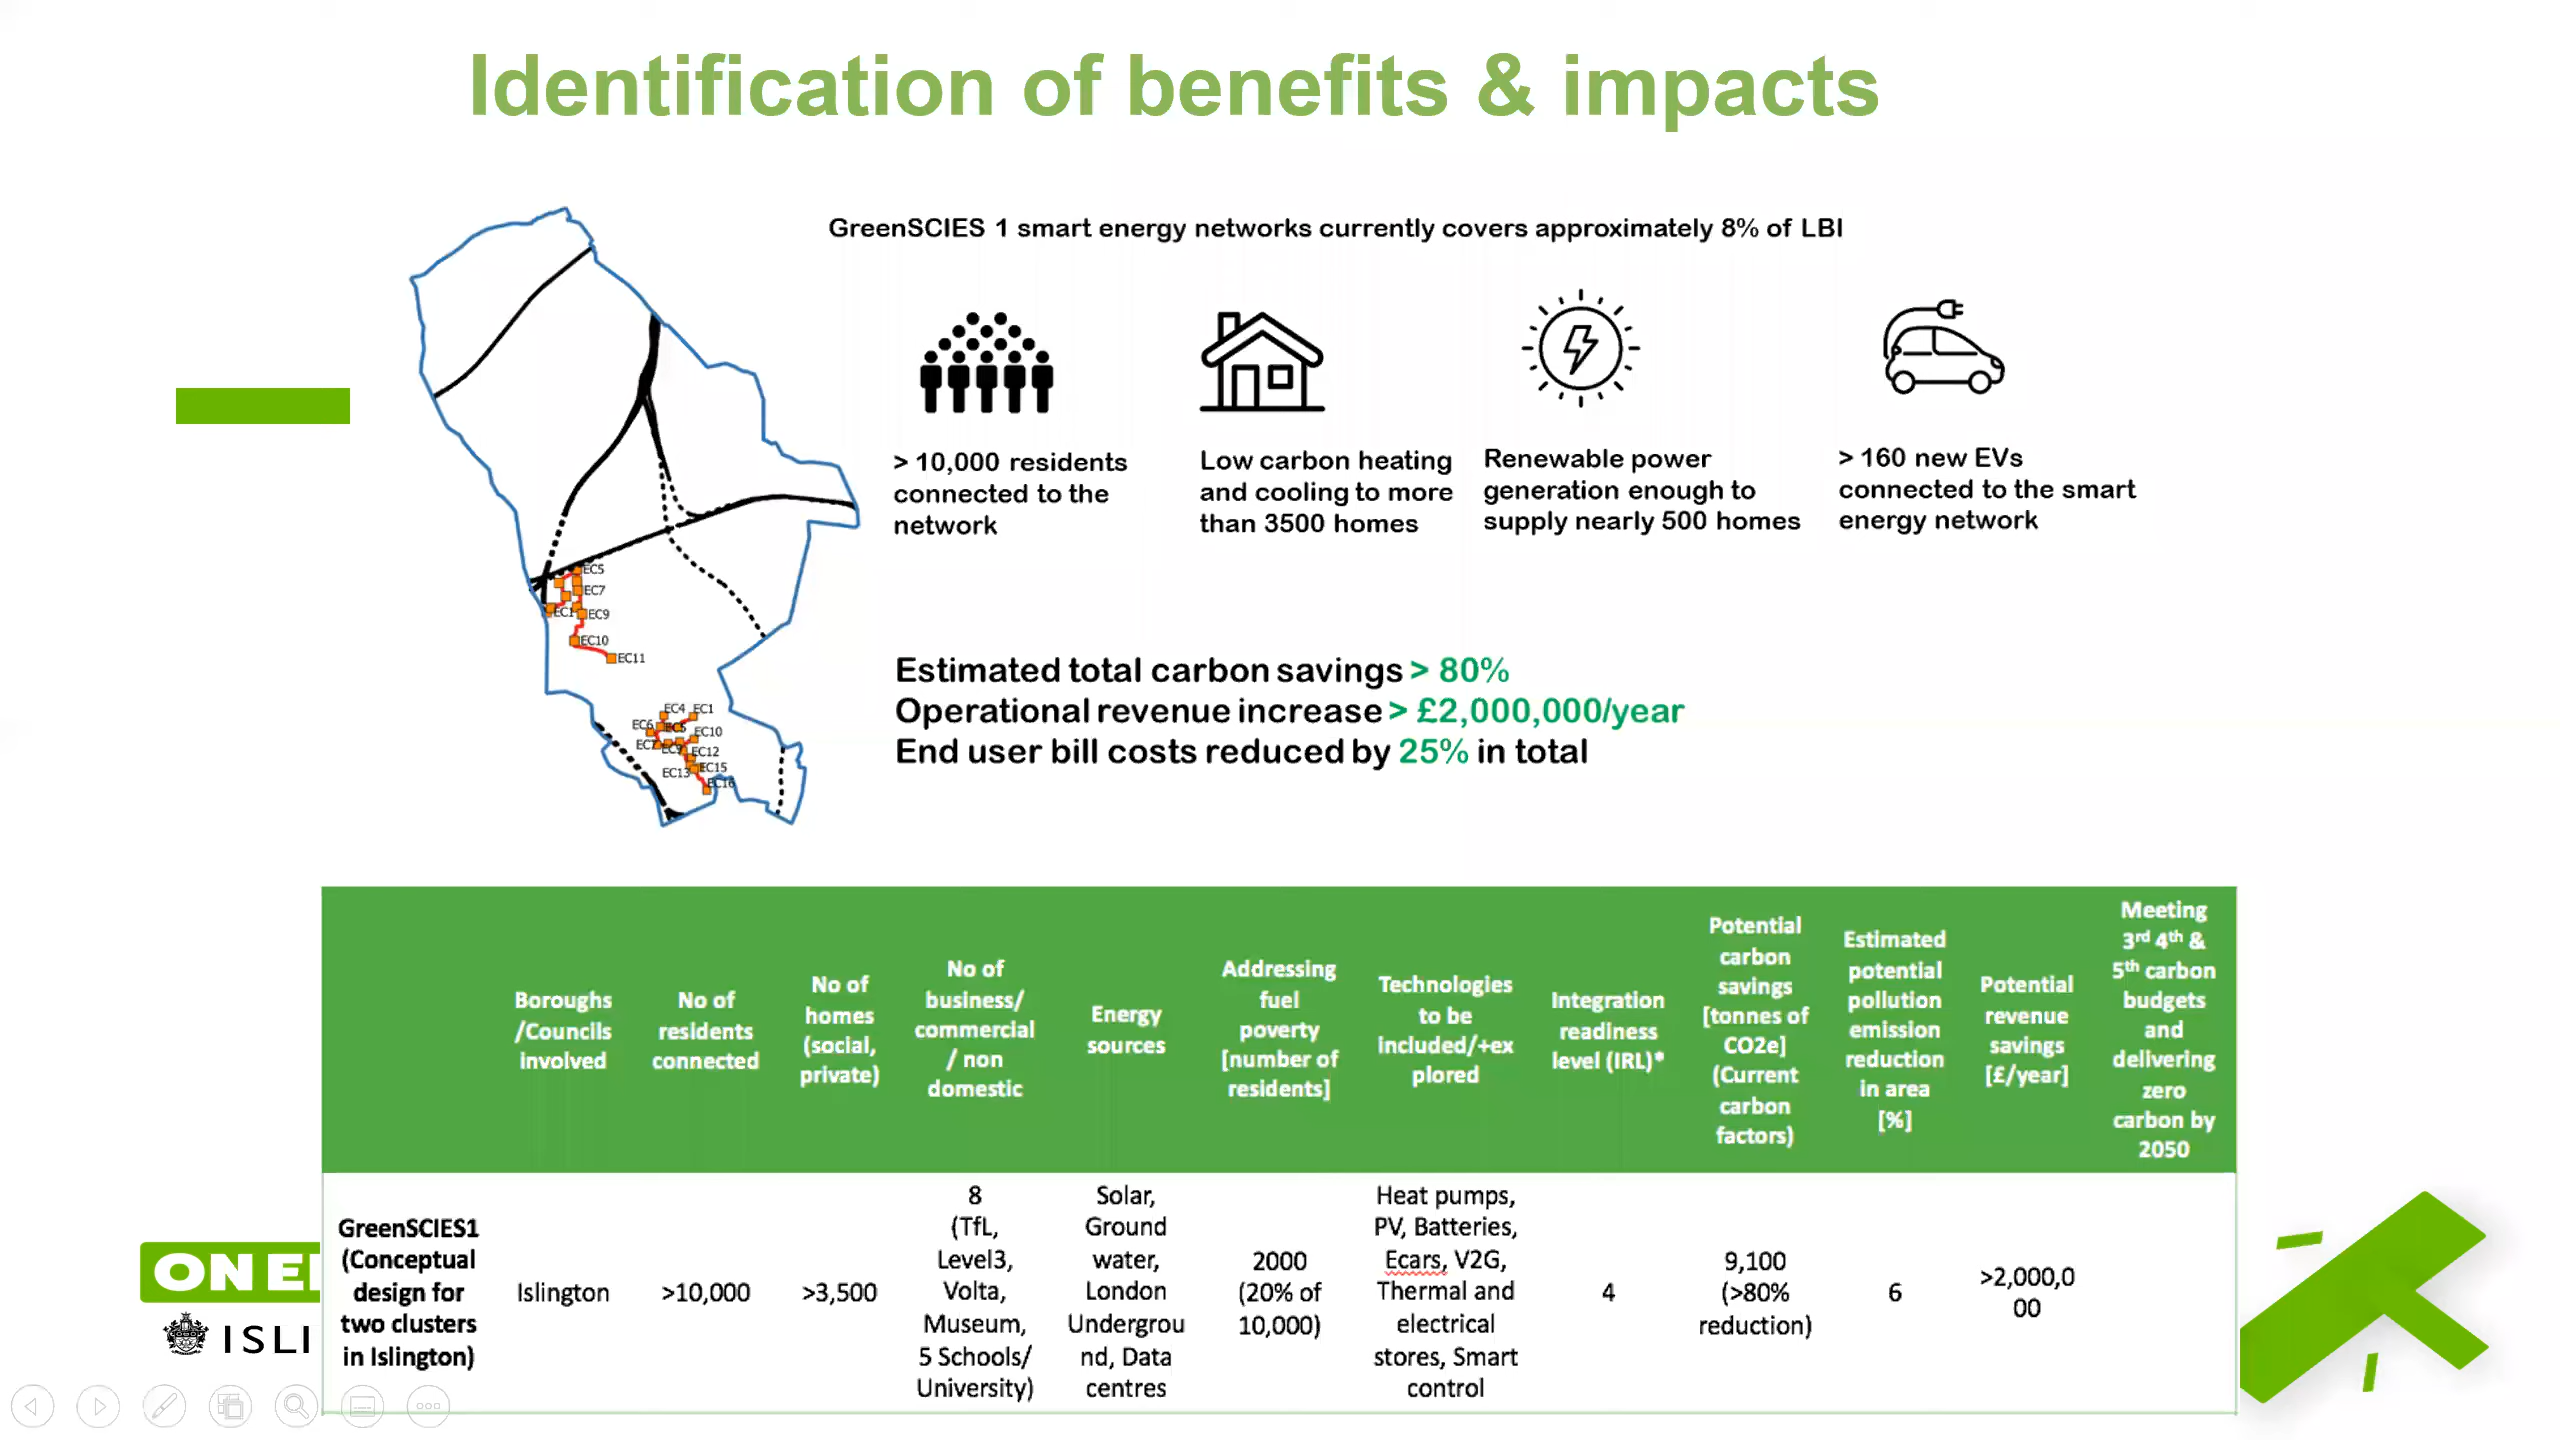 Identification of benefits & impacts
GreenSCIES 1 smart energy networks currently covers approximately 8% of LBI
> 10,000 residents
connected to the
network
Low carbon heating
and cooling to more
than 3500 homes
Renewable power
generation enough to
supply nearly 500 homes
> 160 new EVs
connected to the smart
energy network
EC5
EC7
EC1
EC9
EC10
EC11
EC4
EC1
EC6
EC5
EC10
EC7
EC9
EC12
EC13
EC15
EC16
Estimated total carbon savings > 80%
Operational revenue increase > £2,000,000/year
End user bill costs reduced by 25% in total
Boroughs
/Councils
involved
No of
residents
connected
No of
homes
(social,
private)
No of
business/
commercial
/ non
domestic
Energy
sources
Addressing
fuel
poverty
[number of
residents]
Technologies
to be
included/+ex
plored
Integration
readiness
level (IRL)*
Potential
carbon
savings
[tonnes of
CO2e]
(Current
carbon
factors)
Estimated
potential
pollution
emission
reduction
in area
[%]
Potential
revenue
savings
[£/year]
Meeting
3rd 4th &
5th carbon
budgets
and
delivering
zero
carbon by
2050
GreenSCIES1
(Conceptual
design for
two clusters
in Islington)
Islington
>10,000
>3,500
8
(TfL,
Level3,
Volta,
Museum,
5 Schools/
University)
Solar,
Ground
water,
London
Undergrou
nd, Data
centres
2000
(20% of
10,000)
Heat pumps,
PV, Batteries,
Ecars, V2G,
Thermal and
electrical
stores, Smart
control
4
9,100
(>80%
reduction)
6
>2,000,0
00
ON E
ISLI